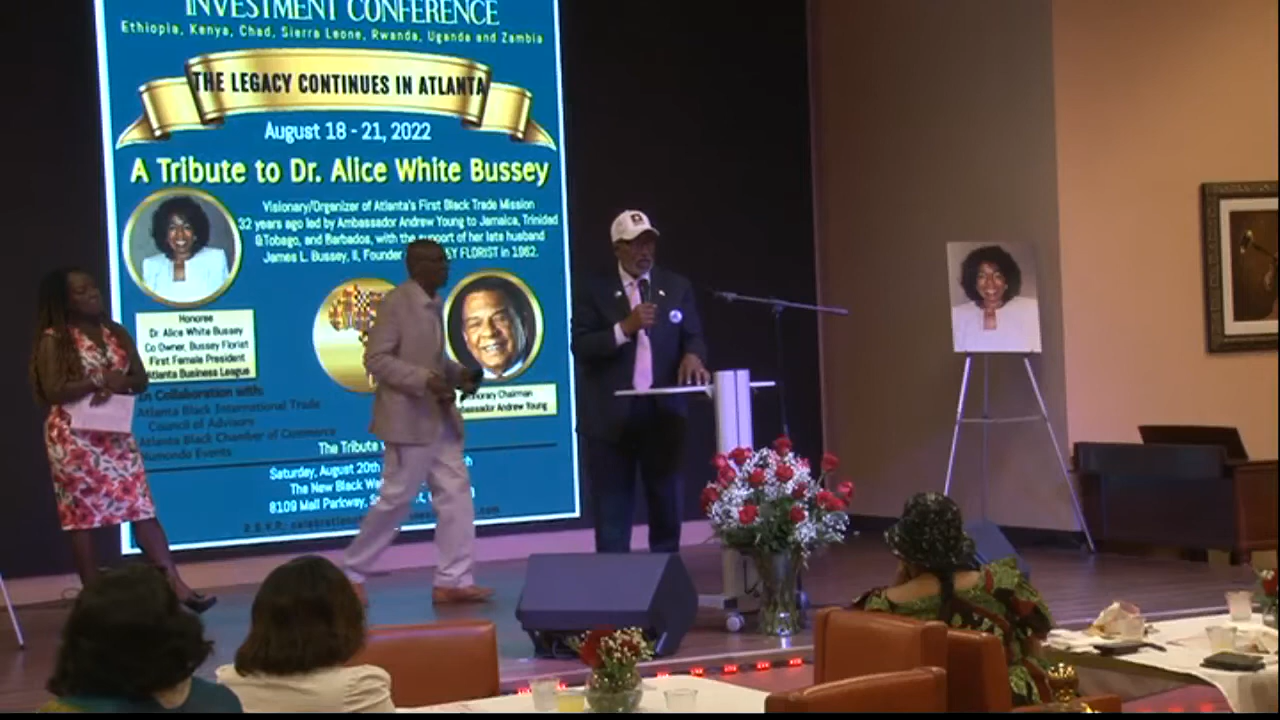 INVESTMENT CONFERENCE
Ethiopia, Kenya, Chad, Sierra Leone, Rwanda, Uganda and Zambia
THE LEGACY CONTINUES IN ATLANTA
August 18 - 21, 2022
A Tribute to Dr. Alice White Bussey
Visionary/Organizer of Atlanta's First Black Trade Mission
32 years ago led by Ambassador Andrew Young to Jamaica, Trinidad
&Tobago, and Barbados, with the support of her late husband
James L. Bussey, II, Founder FLORIST in 1962.
Honoree
Dr Alice White Bussey
Co Owner, Bussey Florist
First Female President
Atlanta Business League
Honorary Chairman
Ambassador Andrew Young
In Collaboration with:
Atlanta Black International Trade
Council of Advisors
Atlanta Black Chamber of Commerce
Numonde Events
The Tribute
Saturday, August 20th
The New Black Wa
8109 Mall Parkway,
R.S.V.P.: